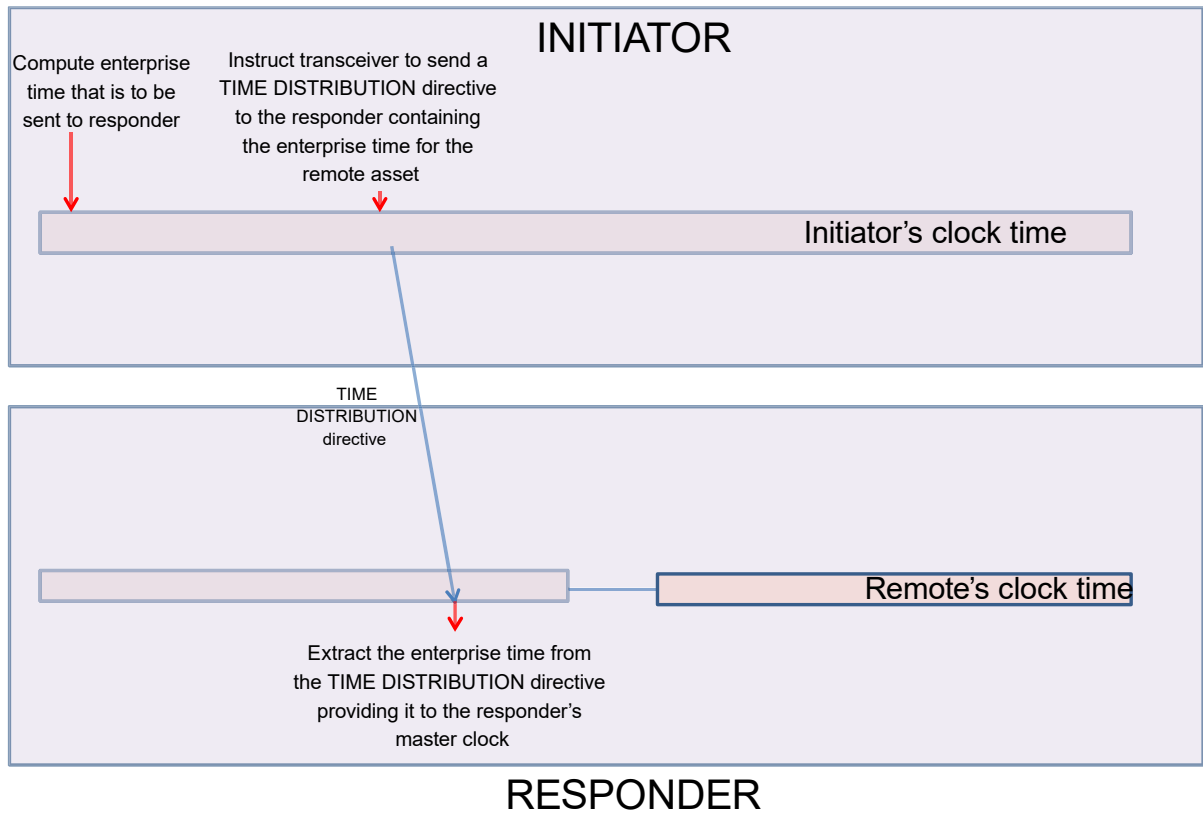 INITIATOR
Compute enterprise
time that is to be
sent to responder
Instruct transceiver to send a
TIME DISTRIBUTION directive
to the responder containing
the enterprise time for the
remote asset
Initiator’s clock time
TIME
DISTRIBUTION
directive
Remote’s clock time
Extract the enterprise time from
the TIME DISTRIBUTION directive
providing it to the responder’s
master clock
RESPONDER